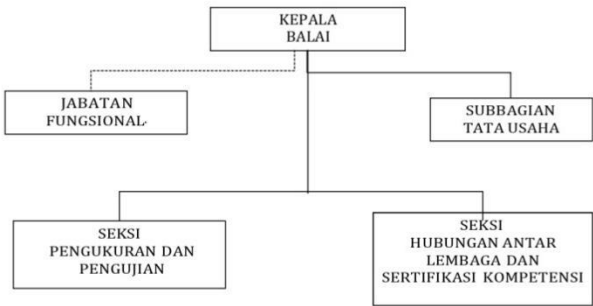 KEPALA
BALAI
JABATAN
FUNGSIONAL
SUBBAGIAN
TATA USAHA
SEKSI
PENGUKURAN DAN
PENGUJIAN
SEKSI
HUBUNGAN ANTAR
LEMBAGA DAN
SERTIFIKASI KOMPETENSI